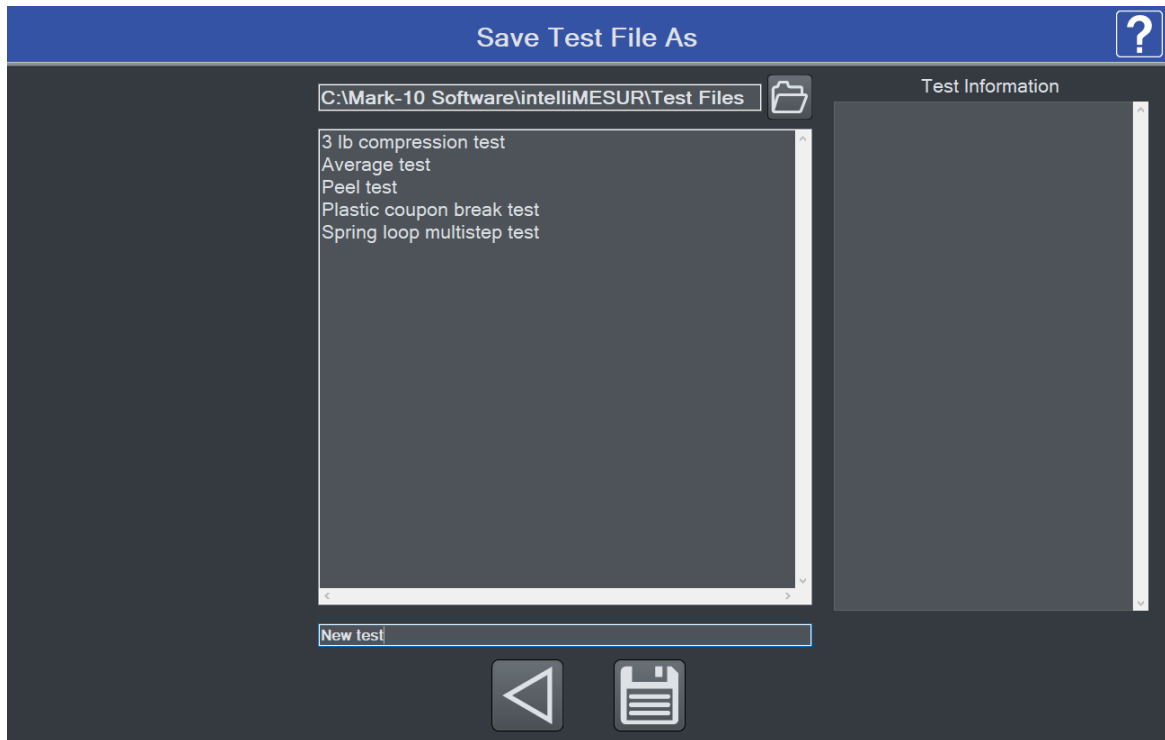 Save Test File As
?
C:\Mark-10 Software\intelliMESUR\Test Files
Test Information
3 lb compression test
Average test
Peel test
Plastic coupon break test
Spring loop multistep test
New test